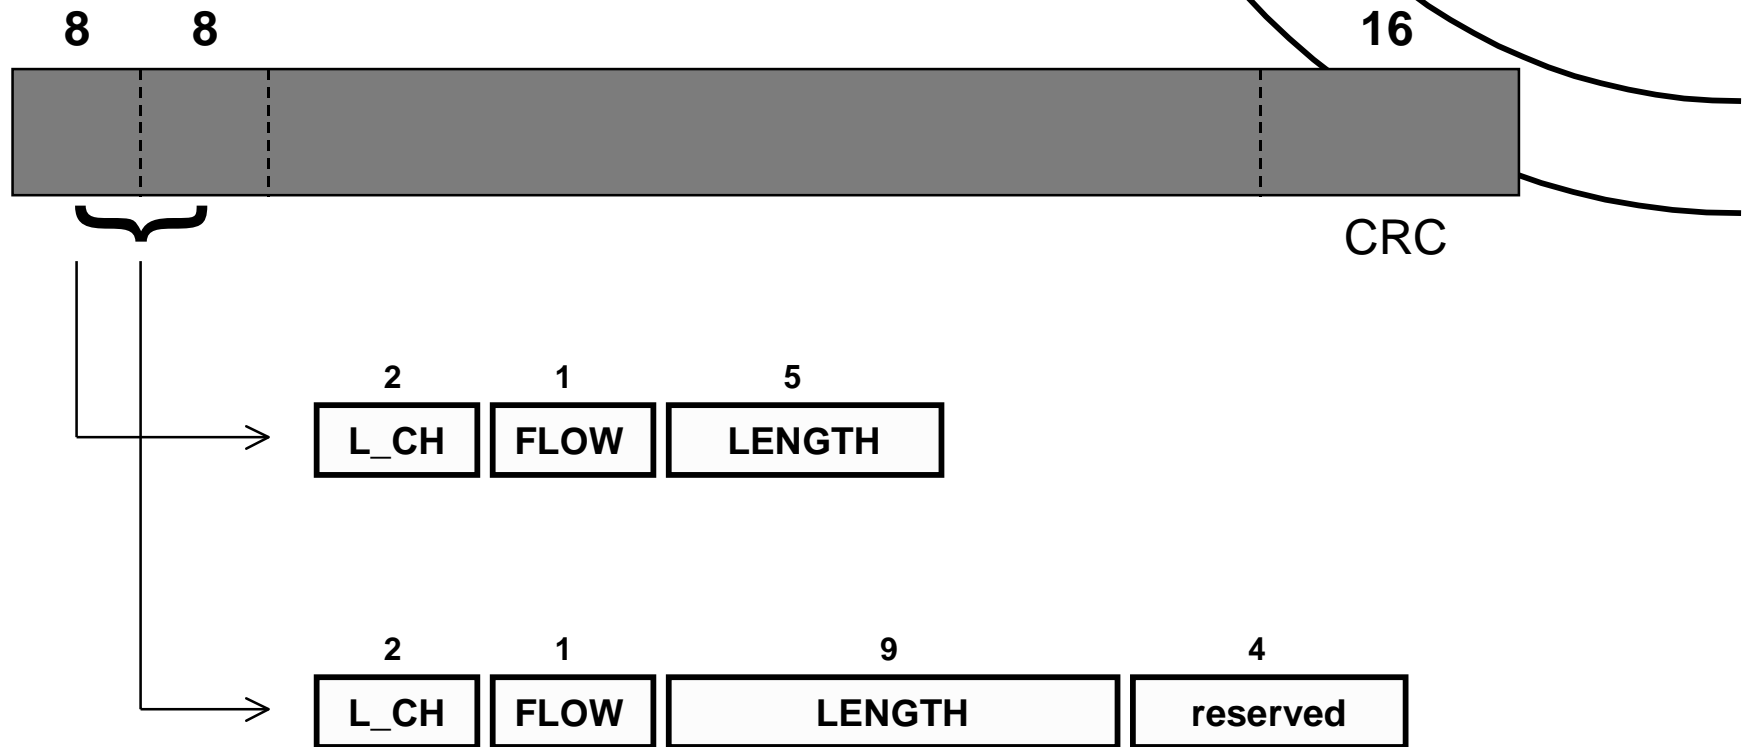 8 8 16
CRC
2 1 5
L_CH FLOW LENGTH
2 1 9 4
L_CH FLOW LENGTH reserved